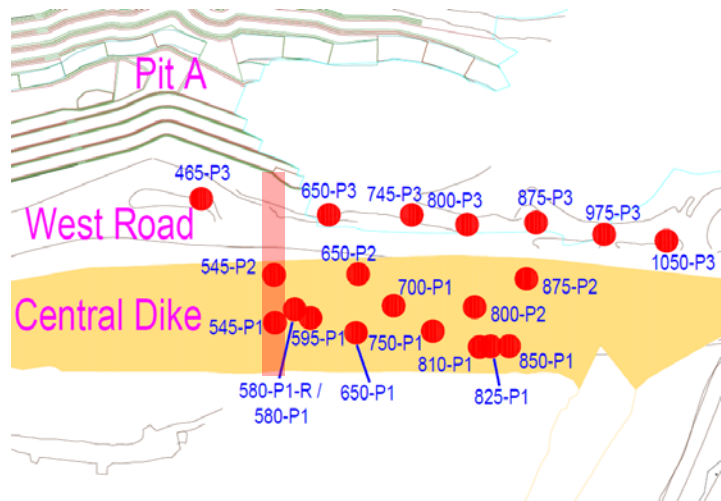 Pit A
465-P3
650-P3
745-P3
800-P3
875-P3
975-P3
1050-P3
West Road
545-P2
650-P2
875-P2
700-P1
800-P2
Central Dike
545-P1
595-P1
750-P1
810-P1
850-P1
580-P1-R /
580-P1
650-P1
825-P1